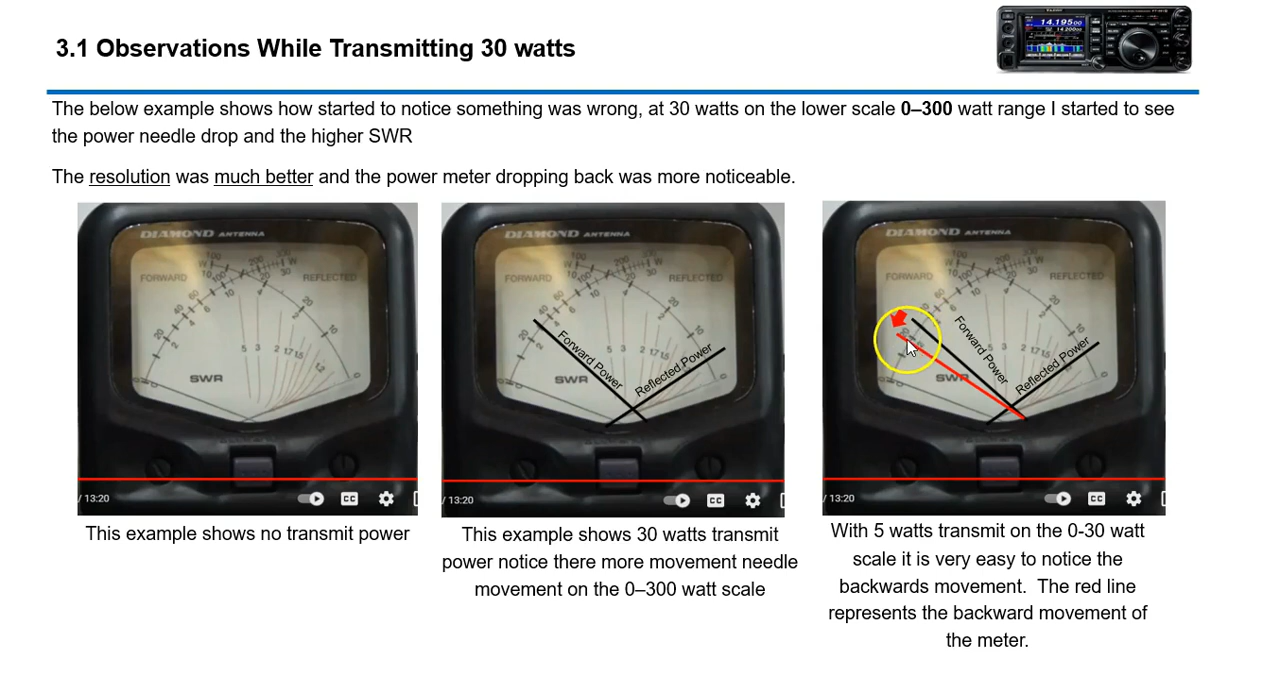 3.1 Observations While Transmitting 30 watts
14.195.00
The below example shows how started to notice something was wrong, at 30 watts on the lower scale 0–300 watt range I started to see
the power needle drop and the higher SWR
The resolution was much better and the power meter dropping back was more noticeable.
DIAMOND ANTENNA
FORWARD REFLECTED
SWR
/ 13:20 CC
This example shows no transmit power
DIAMOND ANTENNA
FORWARD REFLECTED
Forward Power
Reflected Power
SWR
/ 13:20 CC
This example shows 30 watts transmit
power notice there more movement needle
movement on the 0–300 watt scale
DIAMOND ANTENNA
FORWARD REFLECTED
Forward Power
Reflected Power
SWR
/ 13:20 CC
With 5 watts transmit on the 0-30 watt
scale it is very easy to notice the
backwards movement. The red line
represents the backward movement of
the meter.